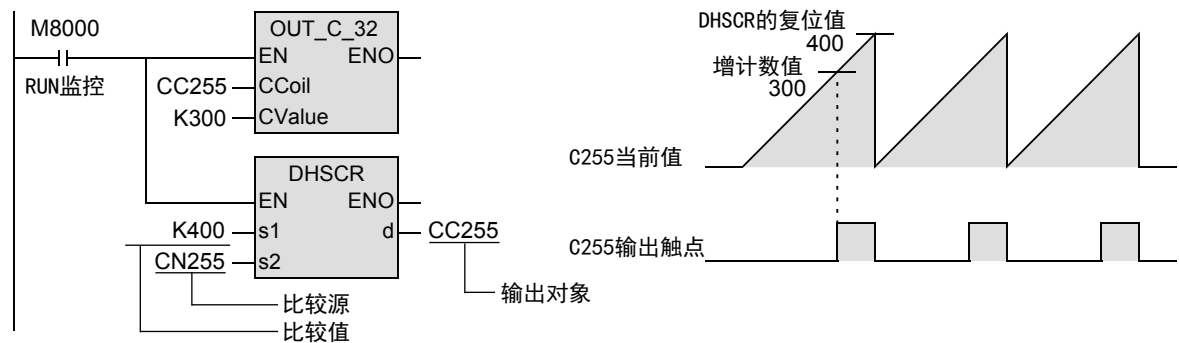 M8000
RUN监控
OUT_C_32
EN ENO
CC255 CCoil
K300 CValue
DHSCR
EN ENO
K400 s1 d CC255
CN255 s2
比较源
比较值
输出对象
DHSCR的复位值
400
增计数值
300
C255当前值
C255输出触点